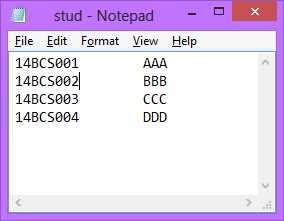 stud - Notepad
File Edit Format View Help
14BCS001 AAA
14BCS002 BBB
14BCS003 CCC
14BCS004 DDD